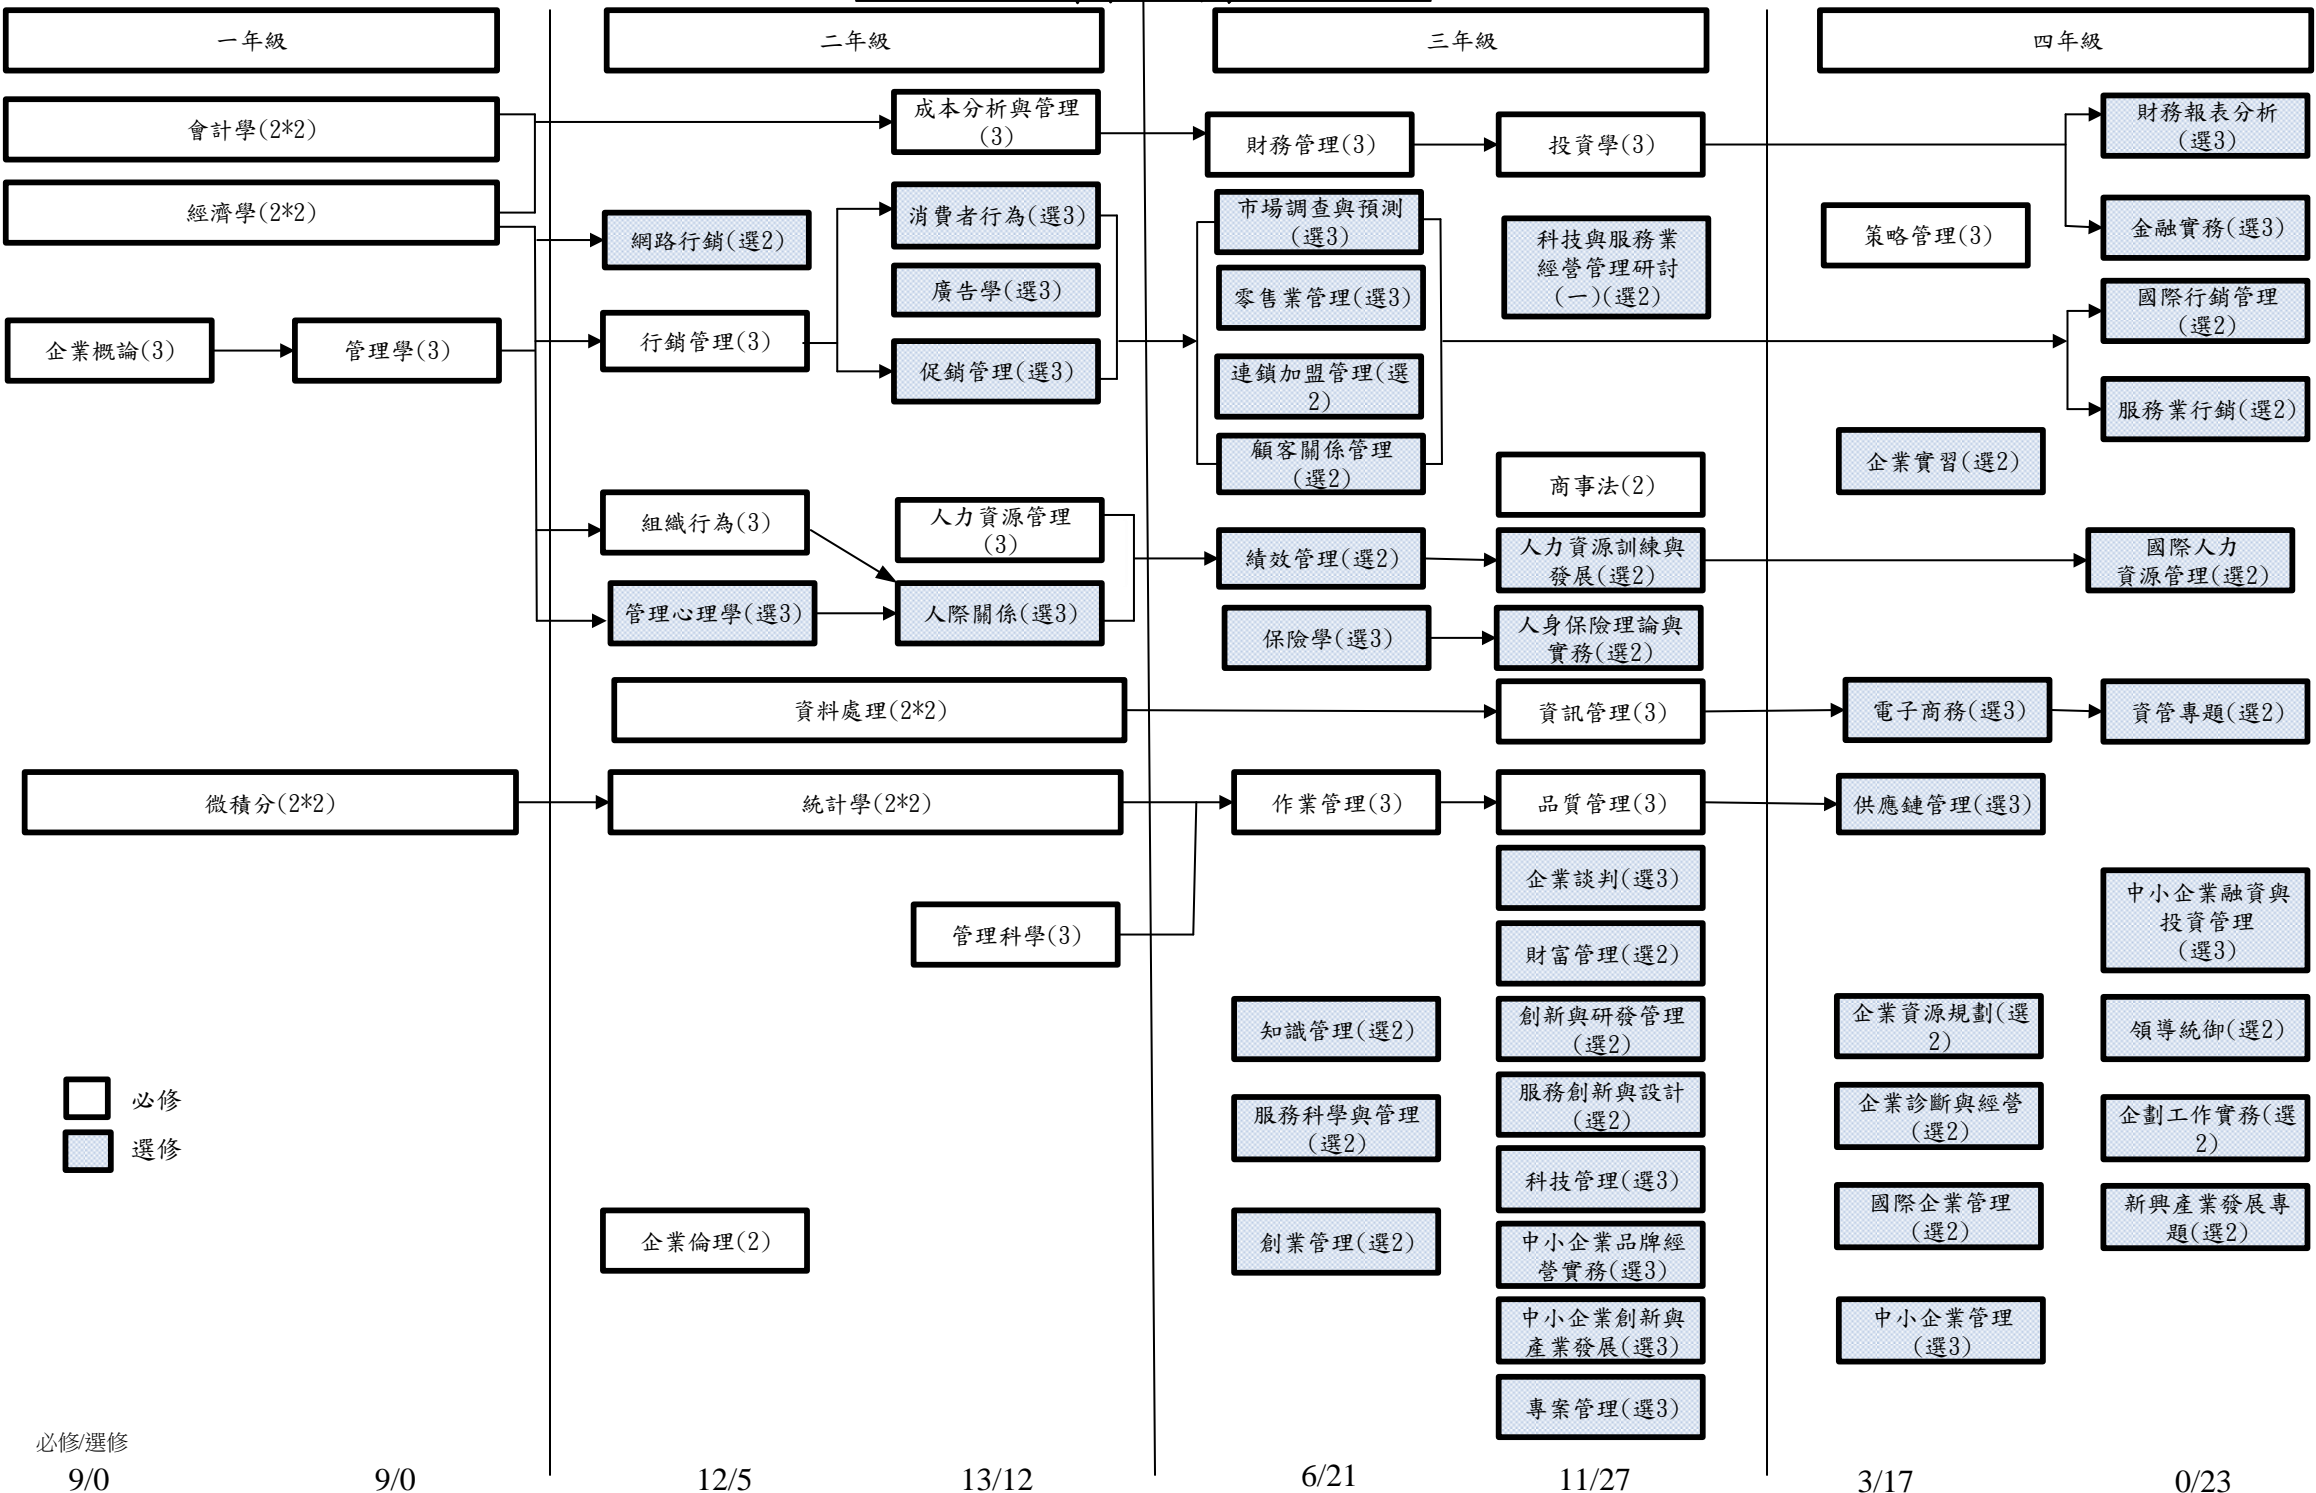 一年級
二年級
三年級
四年級
會計學(2*2)
經濟學(2*2)
企業概論(3)
管理學(3)
微積分(2*2)
必修
選修
網路行銷(選2)
行銷管理(3)
組織行為(3)
管理心理學(選3)
資料處理(2*2)
統計學(2*2)
企業倫理(2)
成本分析與管理
(3)
消費者行為(選3)
廣告學(選3)
促銷管理(選3)
人力資源管理
(3)
人際關係(選3)
管理科學(3)
財務管理(3)
市場調查與預測
(選3)
零售業管理(選3)
連鎖加盟管理(選
2)
顧客關係管理
(選2)
績效管理(選2)
保險學(選3)
作業管理(3)
知識管理(選2)
服務科學與管理
(選2)
創業管理(選2)
投資學(3)
科技與服務業
經營管理研討
(一)(選2)
商事法(2)
人力資源訓練與
發展(選2)
人身保險理論與
實務(選2)
資訊管理(3)
品質管理(3)
企業談判(選3)
財富管理(選2)
創新與研發管理
(選2)
服務創新與設計
(選2)
科技管理(選3)
中小企業品牌經
營實務(選3)
中小企業創新與
產業發展(選3)
專案管理(選3)
策略管理(3)
企業實習(選2)
電子商務(選3)
供應鏈管理(選3)
企業資源規劃(選
2)
企業診斷與經營
(選2)
國際企業管理
(選2)
中小企業管理
(選3)
財務報表分析
(選3)
金融實務(選3)
國際行銷管理
(選2)
服務業行銷(選2)
國際人力
資源管理(選2)
資管專題(選2)
中小企業融資與
投資管理
(選3)
領導統御(選2)
企劃工作實務(選
2)
新興產業發展專
題(選2)
必修/選修
9/0
9/0
12/5
13/12
6/21
11/27
3/17
0/23